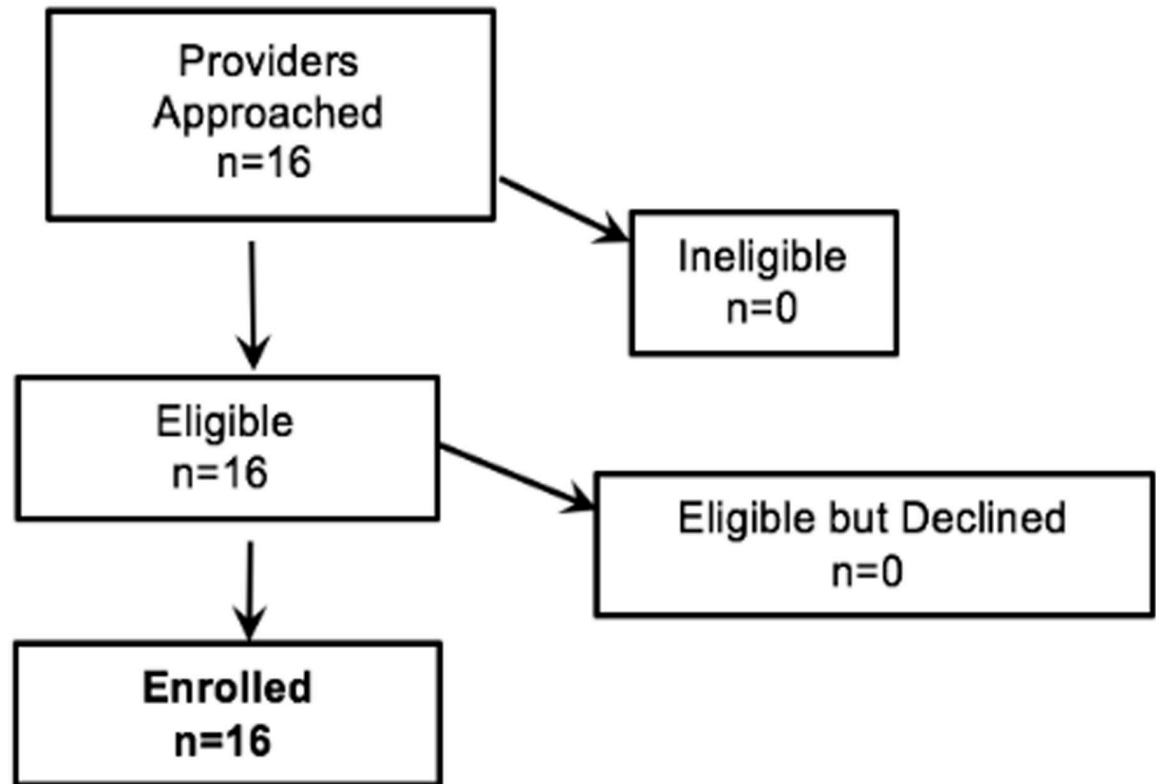 Providers
Approached
n=16
Ineligible
n=0
Eligible
n=16
Eligible but Declined
n=0
Enrolled
n=16